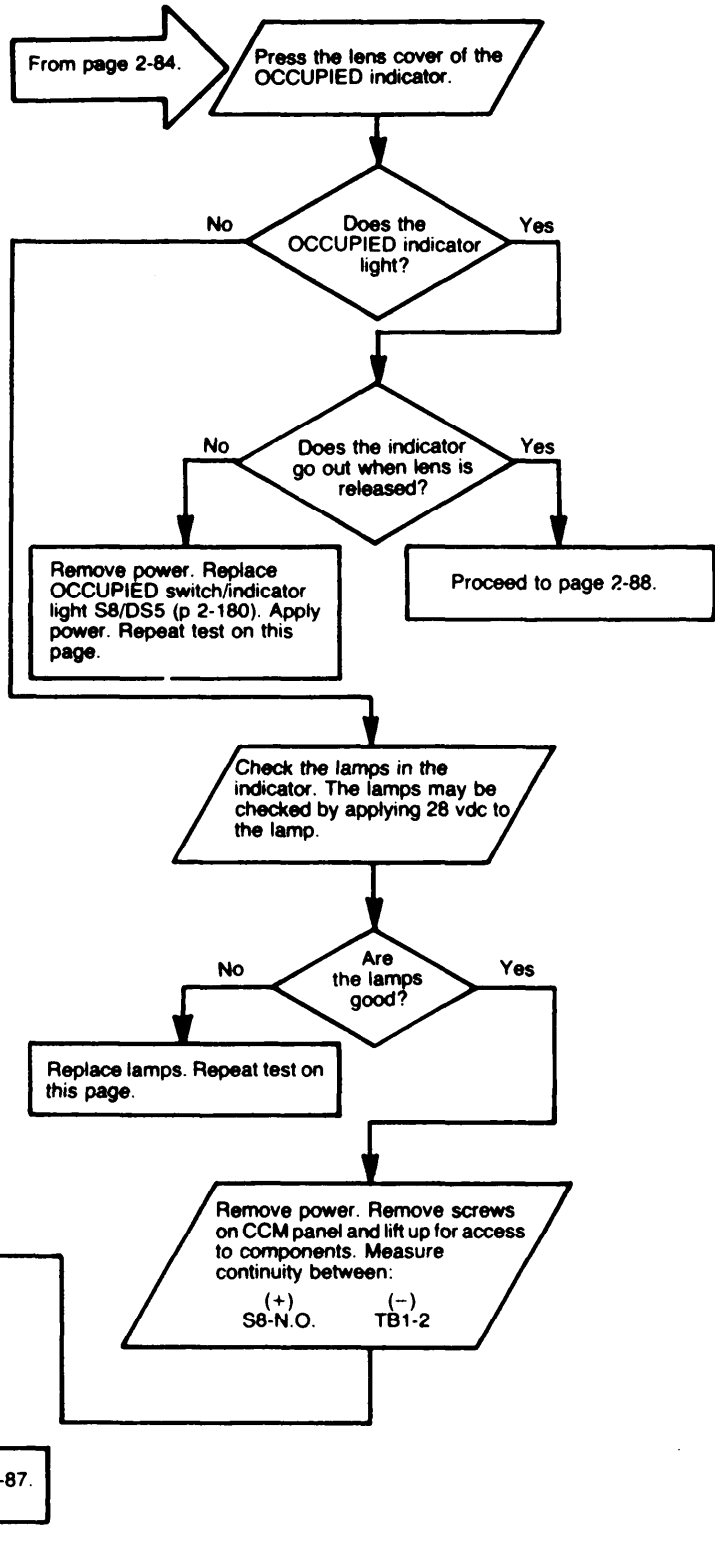 From page 2-84.
Press the lens cover of the
OCCUPIED indicator.
No
Does the
OCCUPIED indicator
light?
Yes
No
Does the indicator
go out when lens is
released?
Yes
Remove power. Replace
OCCUPIED switch/indicator
light S8/DS5 (p 2-180). Apply
power. Repeat test on this
page.
Proceed to page 2-88.
Check the lamps in the
indicator. The lamps may be
checked by applying 28 vdc to
the lamp.
No
Are
the lamps
good?
Yes
Replace lamps. Repeat test on
this page.
Remove power. Remove screws
on CCM panel and lift up for access
to components. Measure
continuity between:
(+) (−)
S8-N.O. TB1-2
-87.